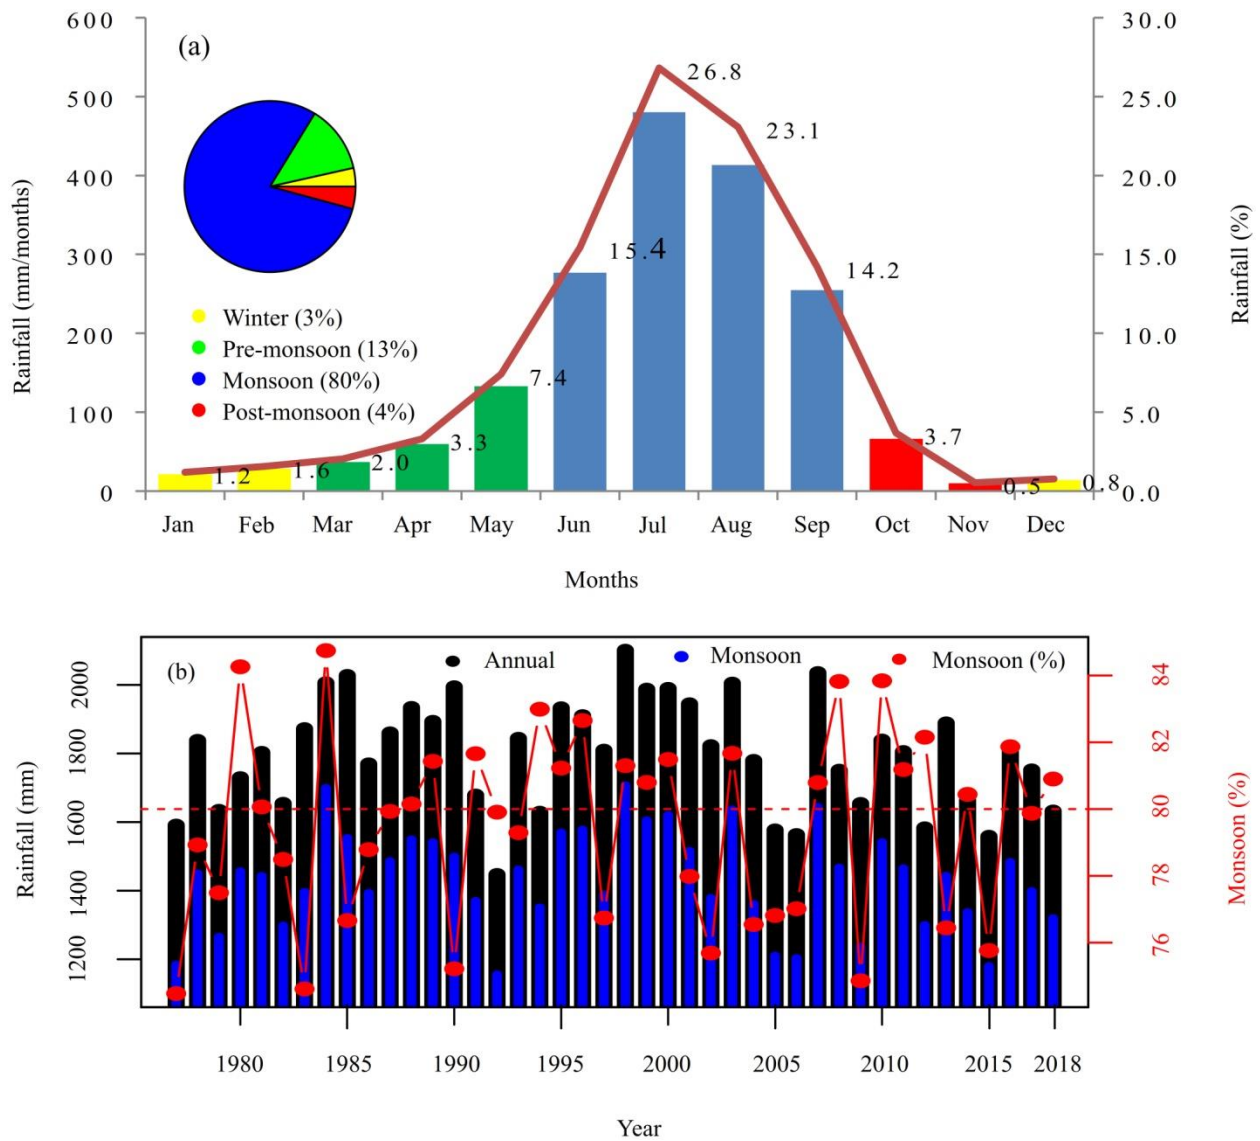 600
30.0
(a)
26.8
500
25.0
23.1
400
20.0
Rainfall (mm/months)
Rainfall (%)
300
15.4
15.0
14.2
Winter (3%)
200
10.0
Pre-monsoon (13%)
Monsoon (80%)
7.4
Post-monsoon (4%)
100
5.0
3.3
3.7
2.0
1.6
1.2
0.5
0.8
0
0.0
Jan Feb Mar Apr May Jun Jul Aug Sep Oct Nov Dec
Months
(b)
Annual
Monsoon
Monsoon (%)
2000
1800
1600
1400
1200
Rainfall (mm)
84
82
80
78
76
Monsoon (%)
1980 1985 1990 1995 2000 2005 2010 2015 2018
Year